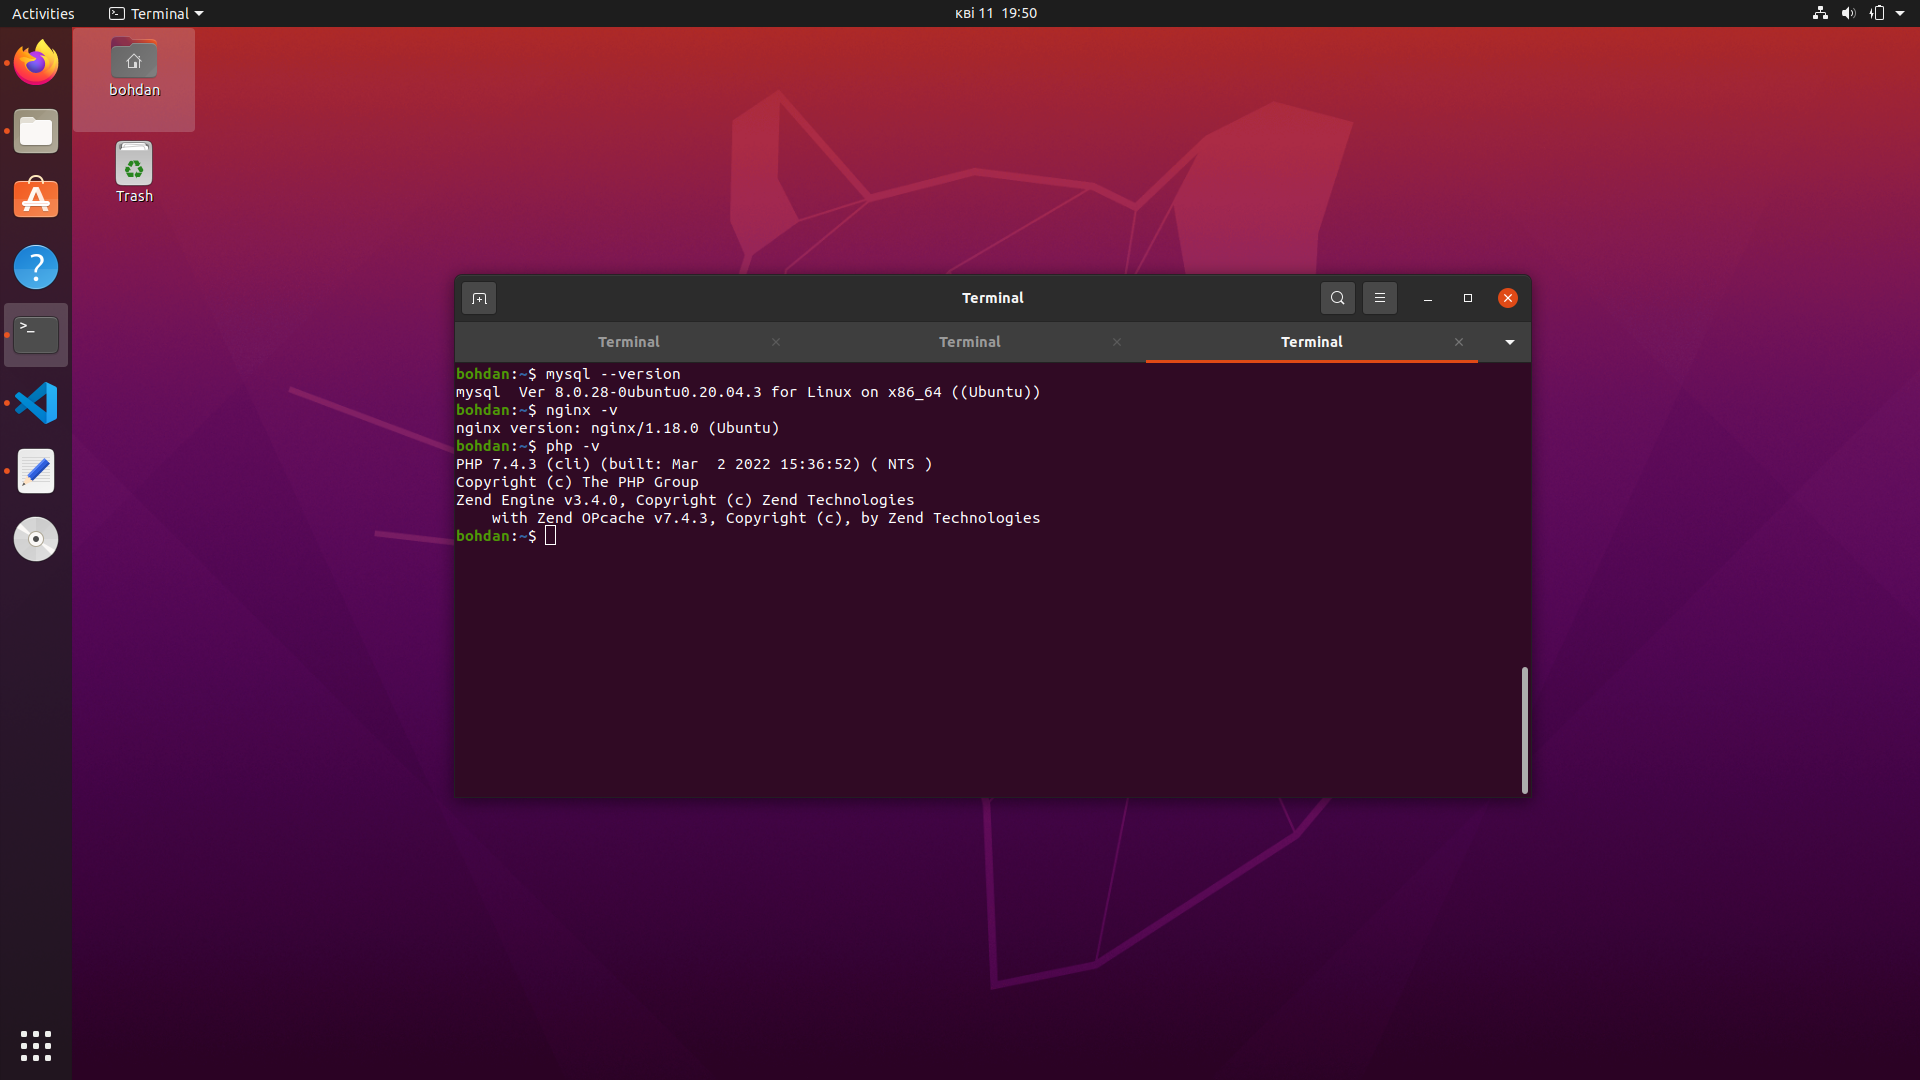 Activities
Terminal
кві 11 19:50
bohdan
Trash
Terminal
Terminal
Terminal
Terminal
bohdan:~$ mysql --version
mysql  Ver 8.0.28-0ubuntu0.20.04.3 for Linux on x86_64 ((Ubuntu))
bohdan:~$ nginx -v
nginx version: nginx/1.18.0 (Ubuntu)
bohdan:~$ php -v
PHP 7.4.3 (cli) (built: Mar  2 2022 15:36:52) ( NTS )
Copyright (c) The PHP Group
Zend Engine v3.4.0, Copyright (c) Zend Technologies
    with Zend OPcache v7.4.3, Copyright (c), by Zend Technologies
bohdan:~$